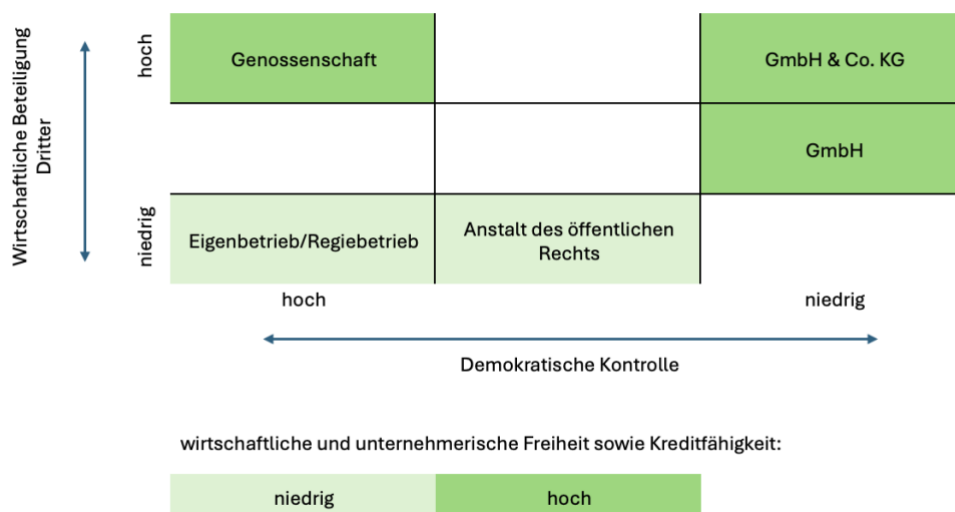 Wirtschaftliche Beteiligung
Dritter
hoch
niedrig
Genossenschaft
GmbH & Co. KG
GmbH
Eigenbetrieb/Regiebetrieb
Anstalt des öffentlichen
Rechts
hoch
niedrig
Demokratische Kontrolle
wirtschaftliche und unternehmerische Freiheit sowie Kreditfähigkeit:
niedrig
hoch